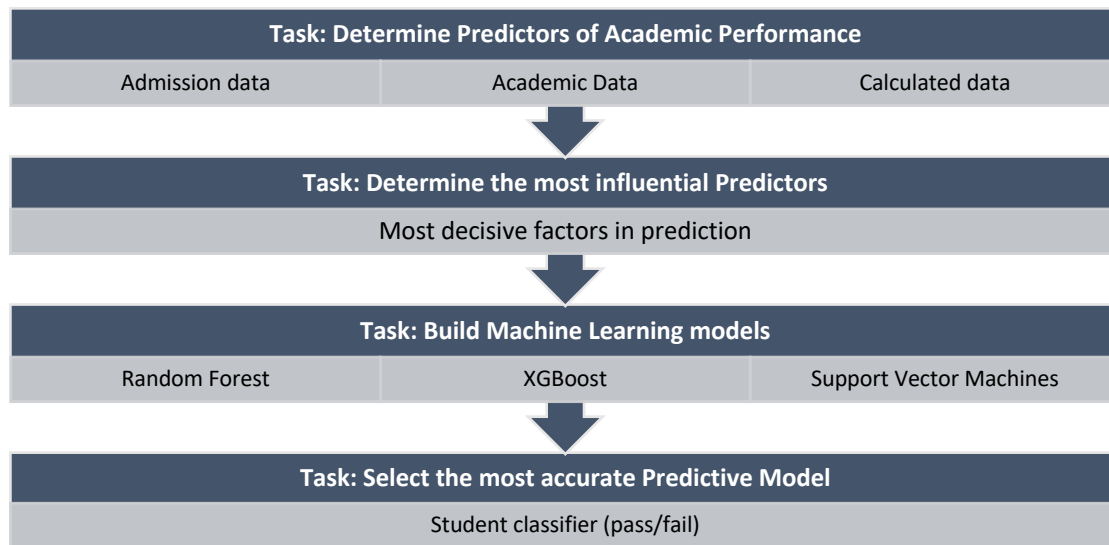 Task: Determine Predictors of Academic Performance
Admission data
Academic Data
Calculated data
Task: Determine the most influential Predictors
Most decisive factors in prediction
Task: Build Machine Learning models
Random Forest
XGBoost
Support Vector Machines
Task: Select the most accurate Predictive Model
Student classifier (pass/fail)